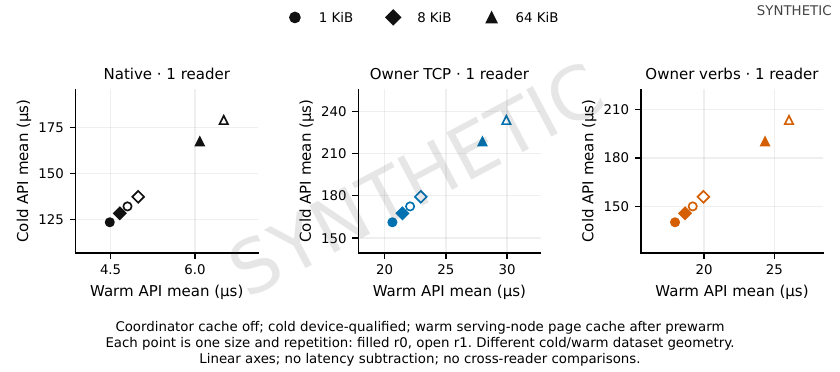 1 KiB 8 KiB 64 KiB
SYNTHETIC
Native · 1 reader
Cold API mean (µs)
175
150
125
4.5 6.0
Warm API mean (µs)
Owner TCP · 1 reader
Cold API mean (µs)
240
210
180
150
20 25 30
Warm API mean (µs)
Owner verbs · 1 reader
Cold API mean (µs)
210
180
150
20 25
Warm API mean (µs)
SYNTHETIC
Coordinator cache off; cold device-qualified; warm serving-node page cache after prewarm
Each point is one size and repetition: filled r0, open r1. Different cold/warm dataset geometry.
Linear axes; no latency subtraction; no cross-reader comparisons.